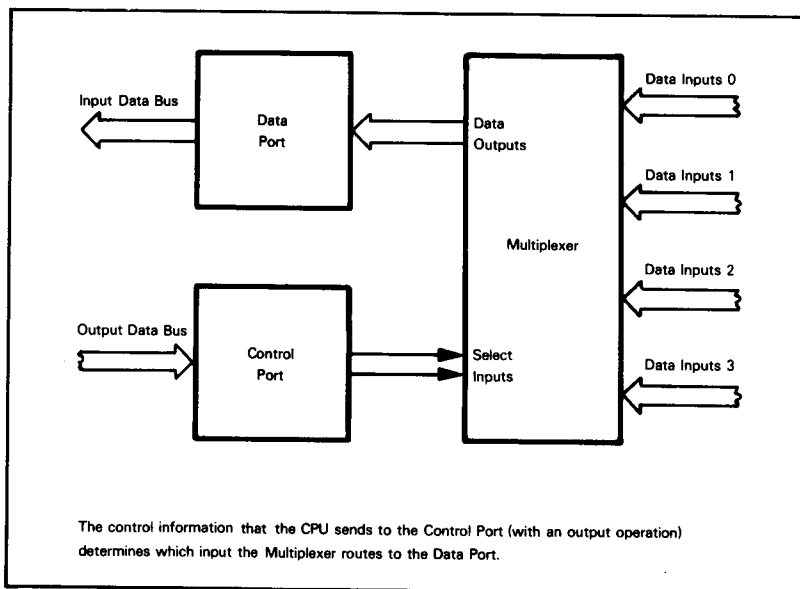 Input Data Bus
Data
Port
Data
Outputs
Data Inputs 0
Data Inputs 1
Multiplexer
Data Inputs 2
Output Data Bus
Control
Port
Select
Inputs
Data Inputs 3
The control information that the CPU sends to the Control Port (with an output operation)
determines which input the Multiplexer routes to the Data Port.